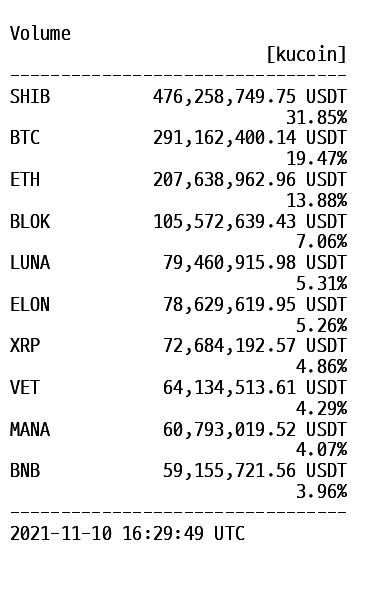 Volume
[kucoin]
---------------------------------
SHIB 476,258,749.75 USDT
31.85%
BTC 291,162,400.14 USDT
19.47%
ETH 207,638,962.96 USDT
13.88%
BLOK 105,572,639.43 USDT
7.06%
LUNA 79,460,915.98 USDT
5.31%
ELON 78,629,619.95 USDT
5.26%
XRP 72,684,192.57 USDT
4.86%
VET 64,134,513.61 USDT
4.29%
MANA 60,793,019.52 USDT
4.07%
BNB 59,155,721.56 USDT
3.96%
---------------------------------
2021-11-10 16:29:49 UTC